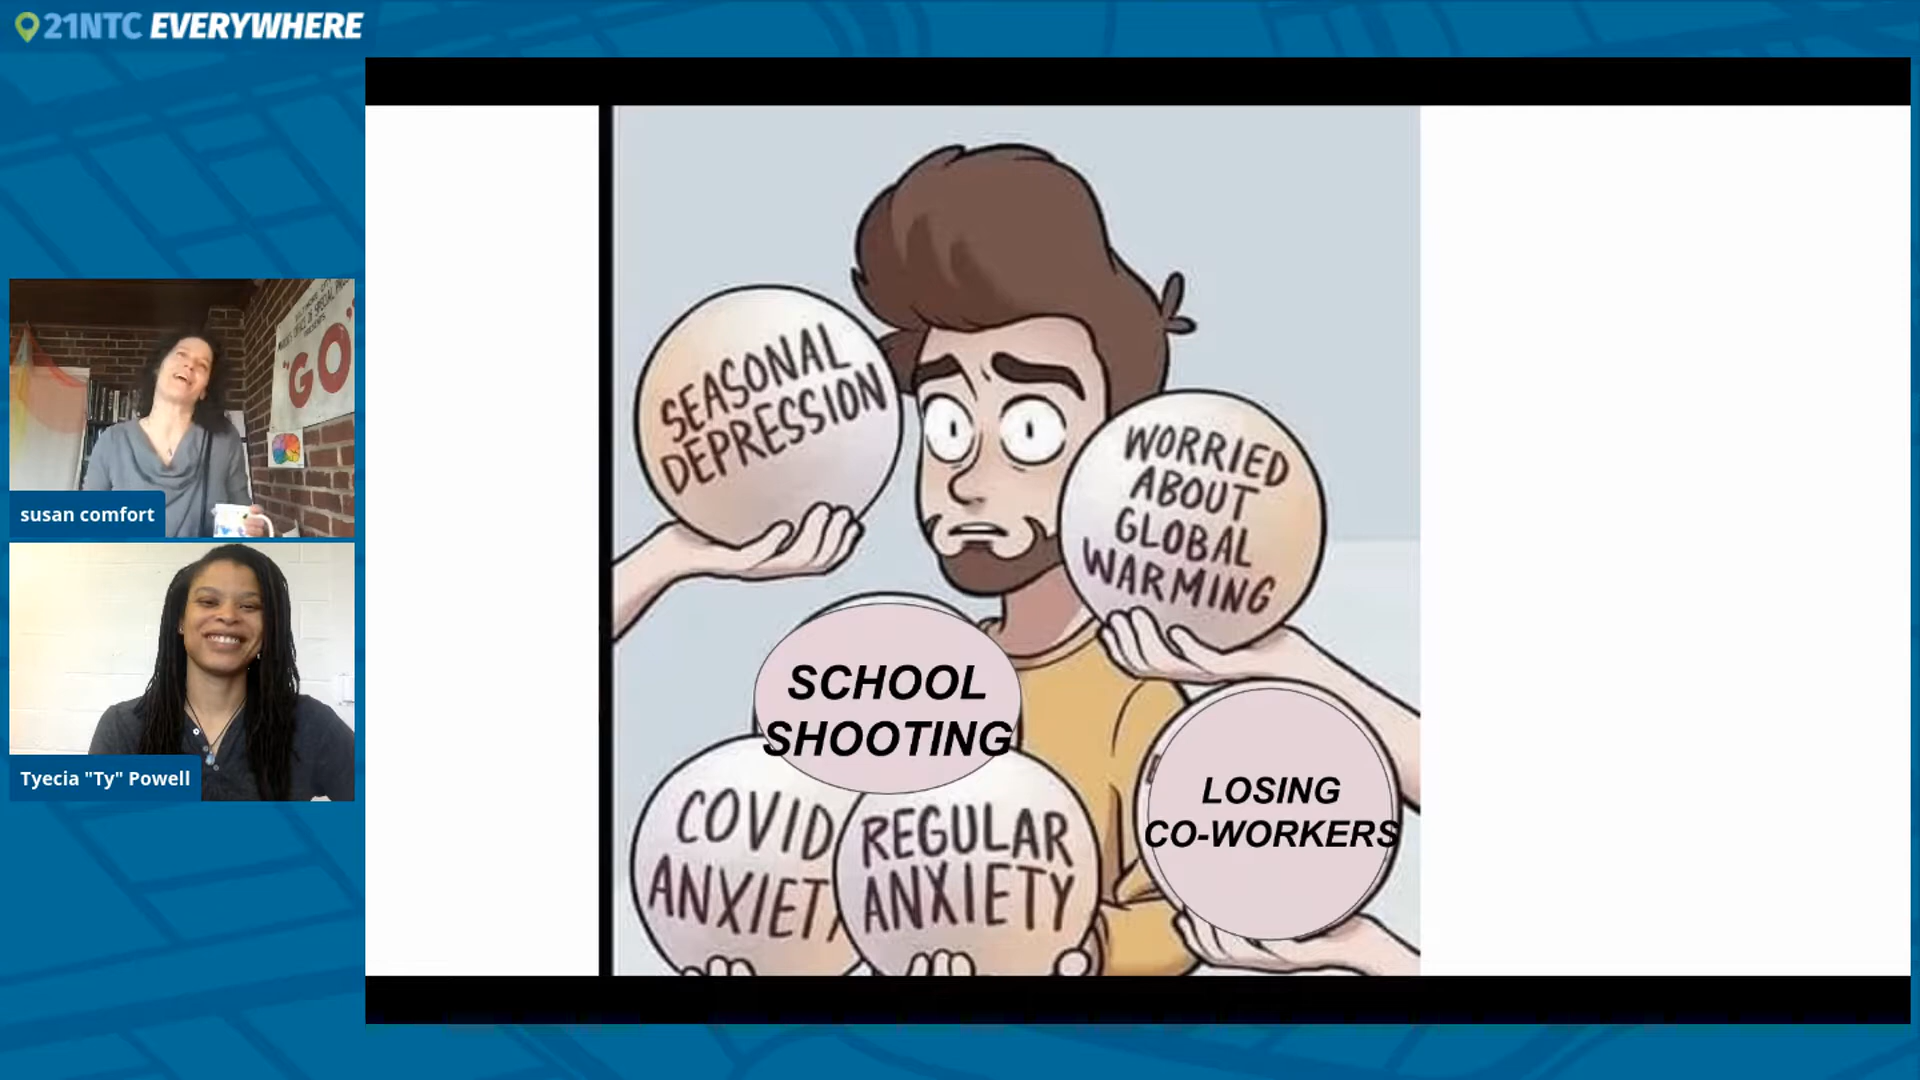 21NTC EVERYWHERE
"GO"
susan comfort
Tyecia "Ty" Powell
SEASONAL
DEPRESSION
WORRIED
ABOUT
GLOBAL
WARMING
SCHOOL
SHOOTING
COVID
ANXIETY
REGULAR
ANXIETY
LOSING
CO-WORKERS